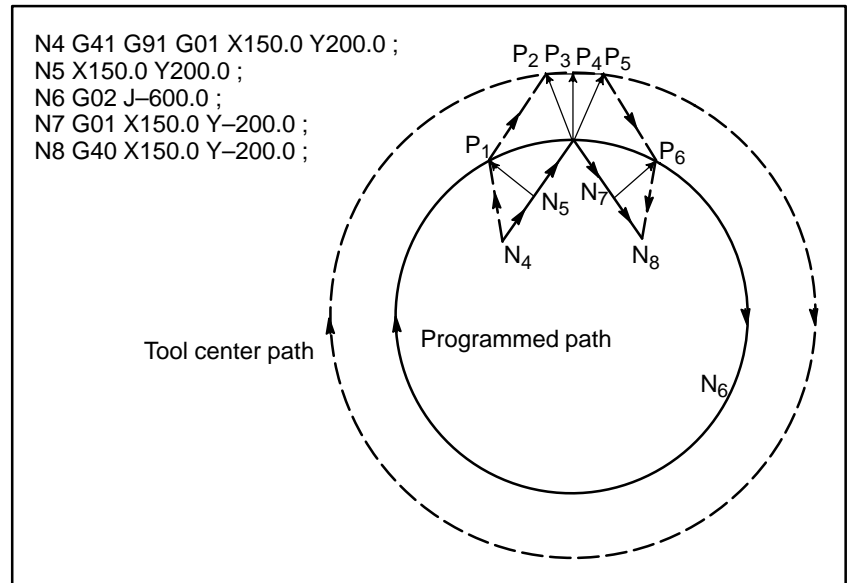 N4 G41 G91 G01 X150.0 Y200.0 ;
N5 X150.0 Y200.0 ;
N6 G02 J–600.0 ;
N7 G01 X150.0 Y–200.0 ;
N8 G40 X150.0 Y–200.0 ;
P2 P3 P4 P5
P1
P6
N5
N7
N4
N8
Tool center path
Programmed path
N6